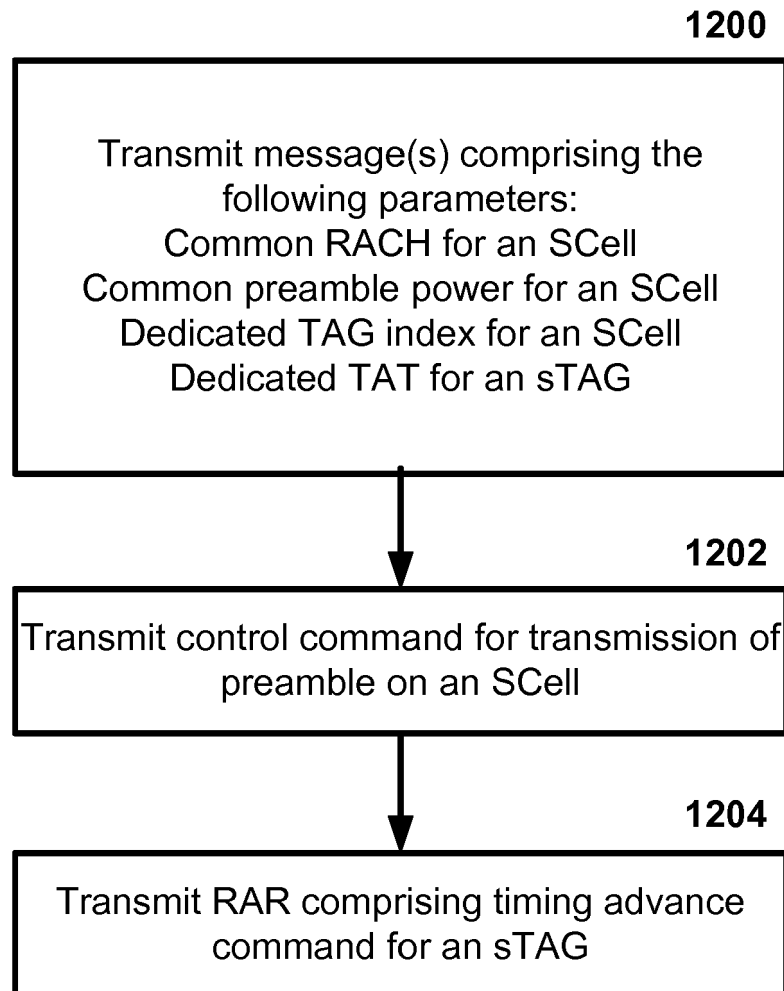 1200
Transmit message(s) comprising the
following parameters:
Common RACH for an SCell
Common preamble power for an SCell
Dedicated TAG index for an SCell
Dedicated TAT for an sTAG
1202
Transmit control command for transmission of
preamble on an SCell
1204
Transmit RAR comprising timing advance
command for an sTAG